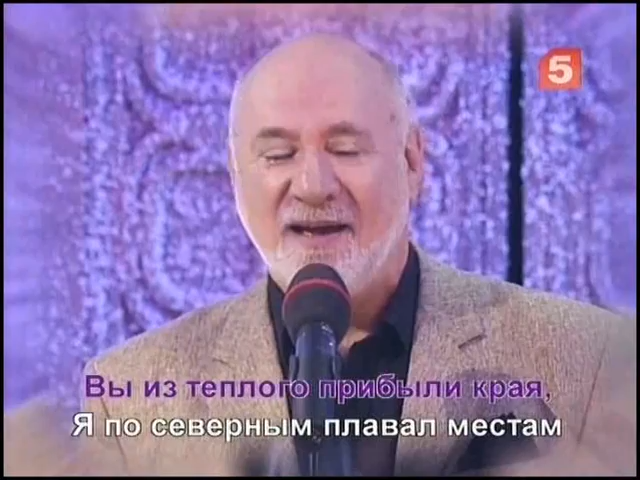 5
Вы из теплого прибыли края,
Я по северным плавал местам